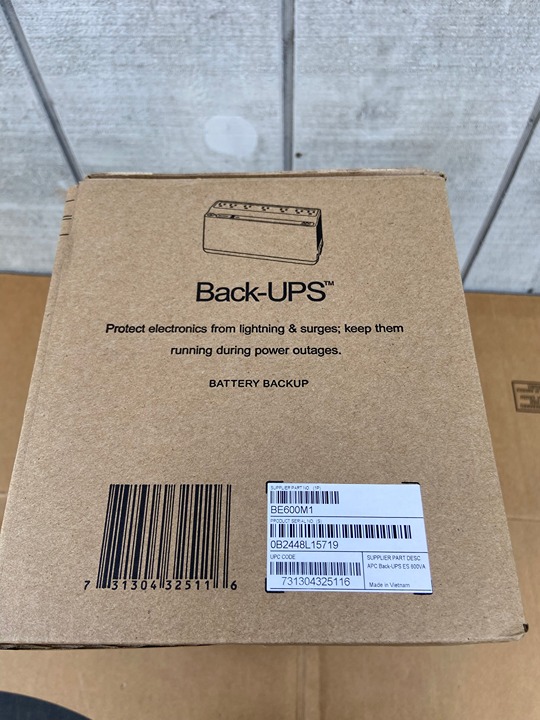 Back-UPS™
Protect electronics from lightning & surges; keep them
running during power outages.
BATTERY BACKUP
7 31304 32511 6
SUPPLIER PART NO. (1P)
BE600M1
PRODUCT SERIAL NO. (S)
0B2448L15719
UPC CODE
731304325116
SUPPLIER PART DESC
APC Back-UPS ES 600VA
Made in Vietnam